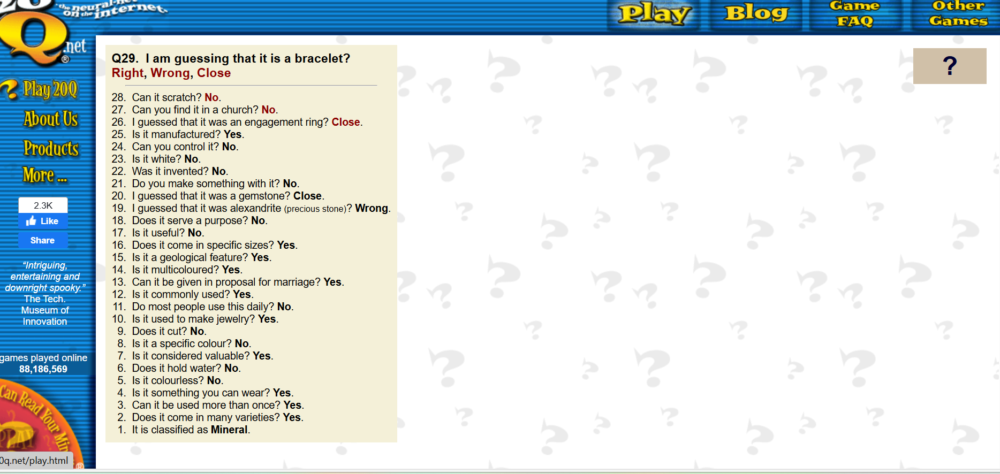 20
the neural-net
on the internet.
Q.net®
Play
Blog
Game
FAQ
Other
Games
Play 20Q
About Us
Products
More ...
2.3K
Like
Share
“Intriguing,
entertaining and
downright spooky.”
The Tech.
Museum of
Innovation
games played online
88,186,569
Can Read Your Min
PLAY
®
0q.net/play.html
Q29. I am guessing that it is a bracelet?
Right, Wrong, Close
28. Can it scratch? No.
27. Can you find it in a church? No.
26. I guessed that it was an engagement ring? Close.
25. Is it manufactured? Yes.
24. Can you control it? No.
23. Is it white? No.
22. Was it invented? No.
21. Do you make something with it? No.
20. I guessed that it was a gemstone? Close.
19. I guessed that it was alexandrite (precious stone)? Wrong.
18. Does it serve a purpose? No.
17. Is it useful? No.
16. Does it come in specific sizes? Yes.
15. Is it a geological feature? Yes.
14. Is it multicoloured? Yes.
13. Can it be given in proposal for marriage? Yes.
12. Is it commonly used? Yes.
11. Do most people use this daily? No.
10. Is it used to make jewelry? Yes.
9. Does it cut? No.
8. Is it a specific colour? No.
7. Is it considered valuable? Yes.
6. Does it hold water? No.
5. Is it colourless? No.
4. Is it something you can wear? Yes.
3. Can it be used more than once? Yes.
2. Does it come in many varieties? Yes.
1. It is classified as Mineral.
?